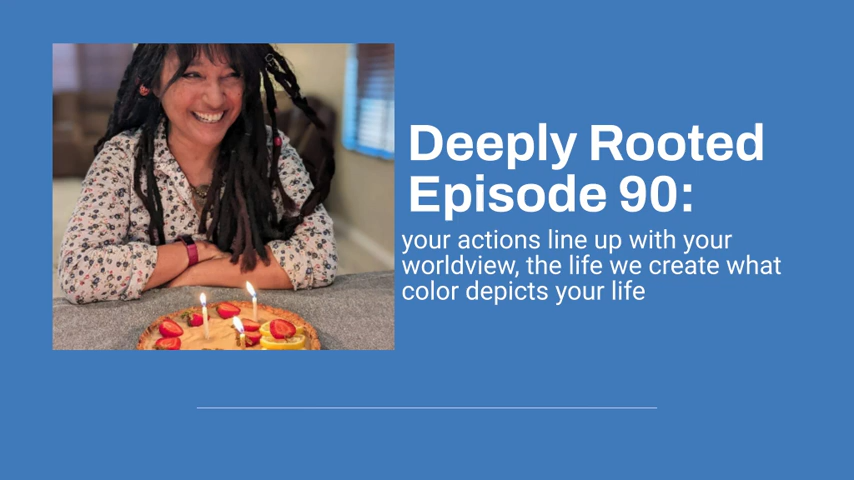 Deeply Rooted
Episode 90:
your actions line up with your
worldview, the life we create what
color depicts your life